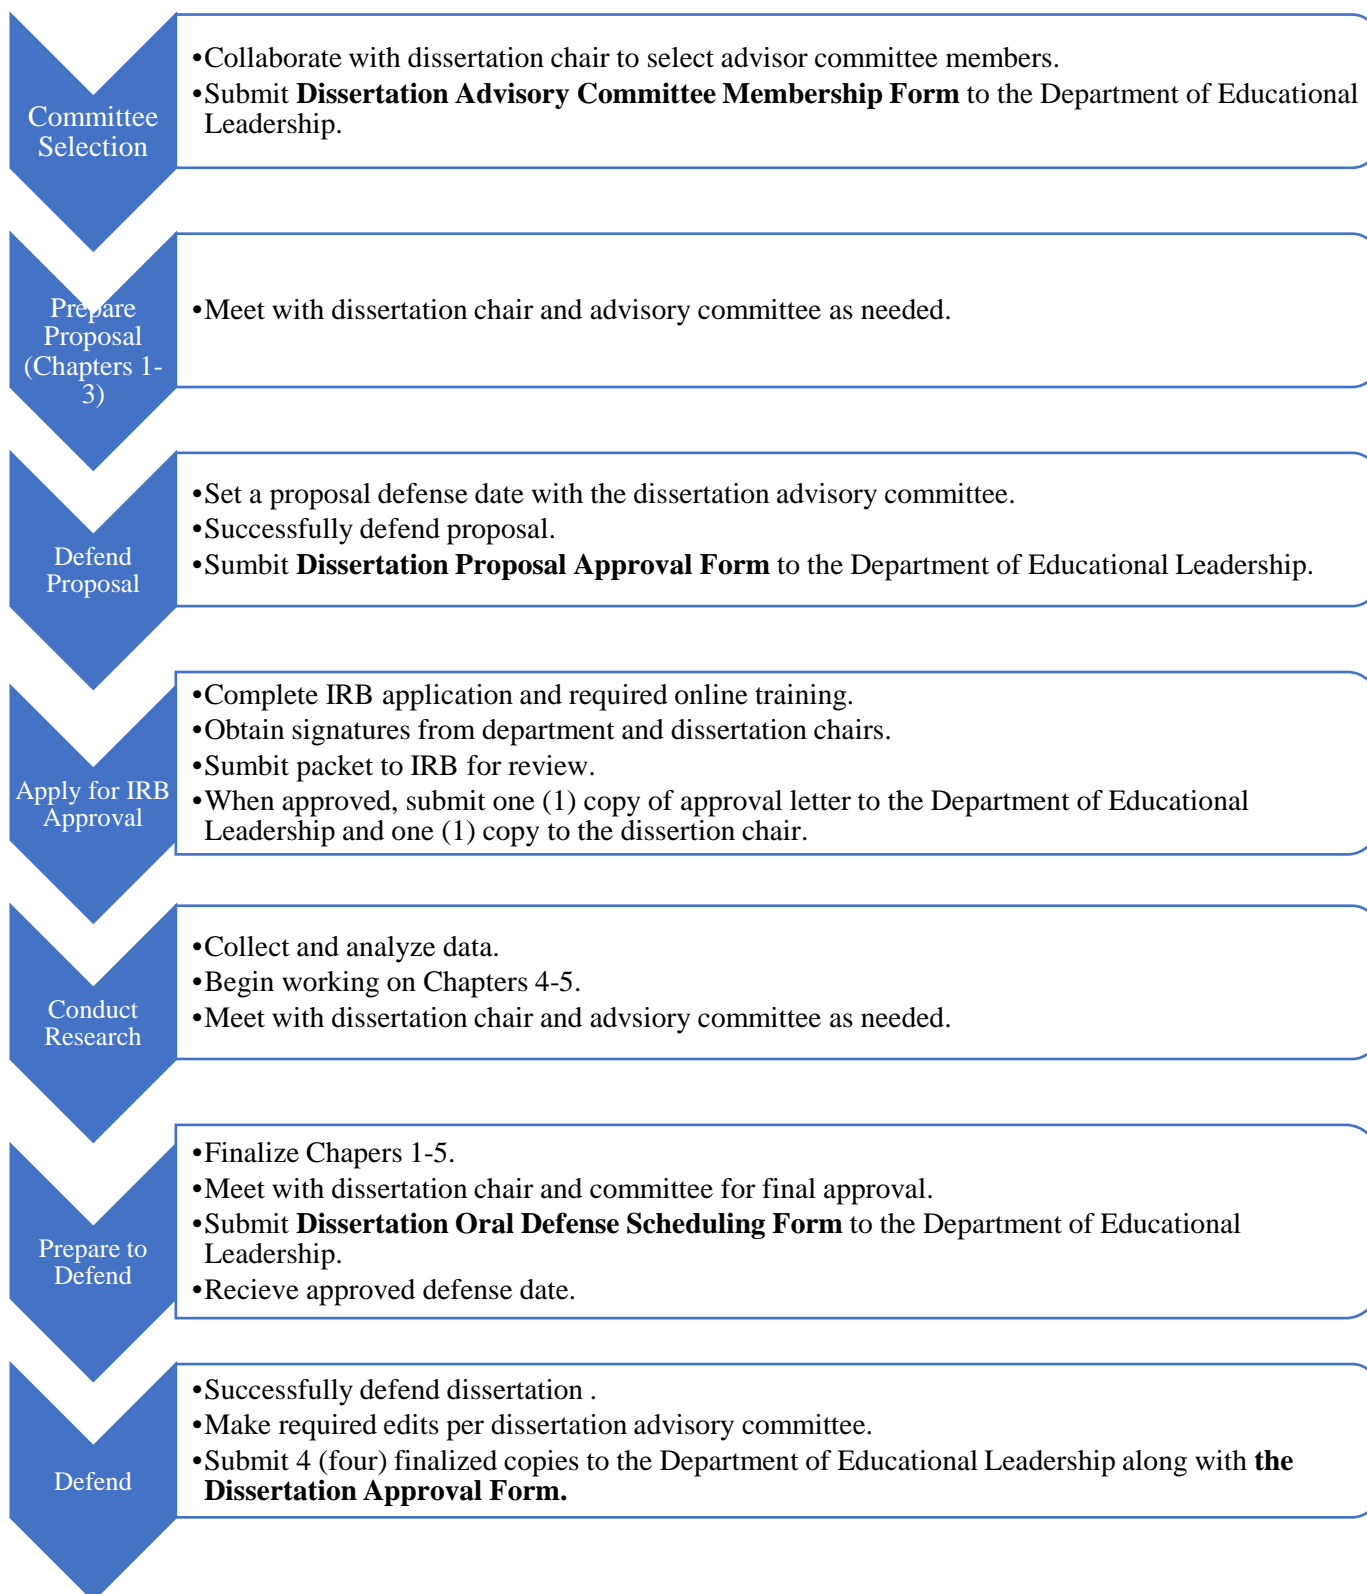 Committee
Selection
•Collaborate with dissertation chair to select advisor committee members.
•Submit Dissertation Advisory Committee Membership Form to the Department of Educational
Leadership.
Prepare
Proposal
(Chapters 1-
3)
•Meet with dissertation chair and advisory committee as needed.
Defend
Proposal
•Set a proposal defense date with the dissertation advisory committee.
•Successfully defend proposal.
•Sumbit Dissertation Proposal Approval Form to the Department of Educational Leadership.
Apply for IRB
Approval
•Complete IRB application and required online training.
•Obtain signatures from department and dissertation chairs.
•Sumbit packet to IRB for review.
•When approved, submit one (1) copy of approval letter to the Department of Educational
Leadership and one (1) copy to the dissertion chair.
Conduct
Research
•Collect and analyze data.
•Begin working on Chapters 4-5.
•Meet with dissertation chair and advsiory committee as needed.
Prepare to
Defend
•Finalize Chapers 1-5.
•Meet with dissertation chair and committee for final approval.
•Submit Dissertation Oral Defense Scheduling Form to the Department of Educational
Leadership.
•Recieve approved defense date.
Defend
•Successfully defend dissertation .
•Make required edits per dissertation advisory committee.
•Submit 4 (four) finalized copies to the Department of Educational Leadership along with the
Dissertation Approval Form.